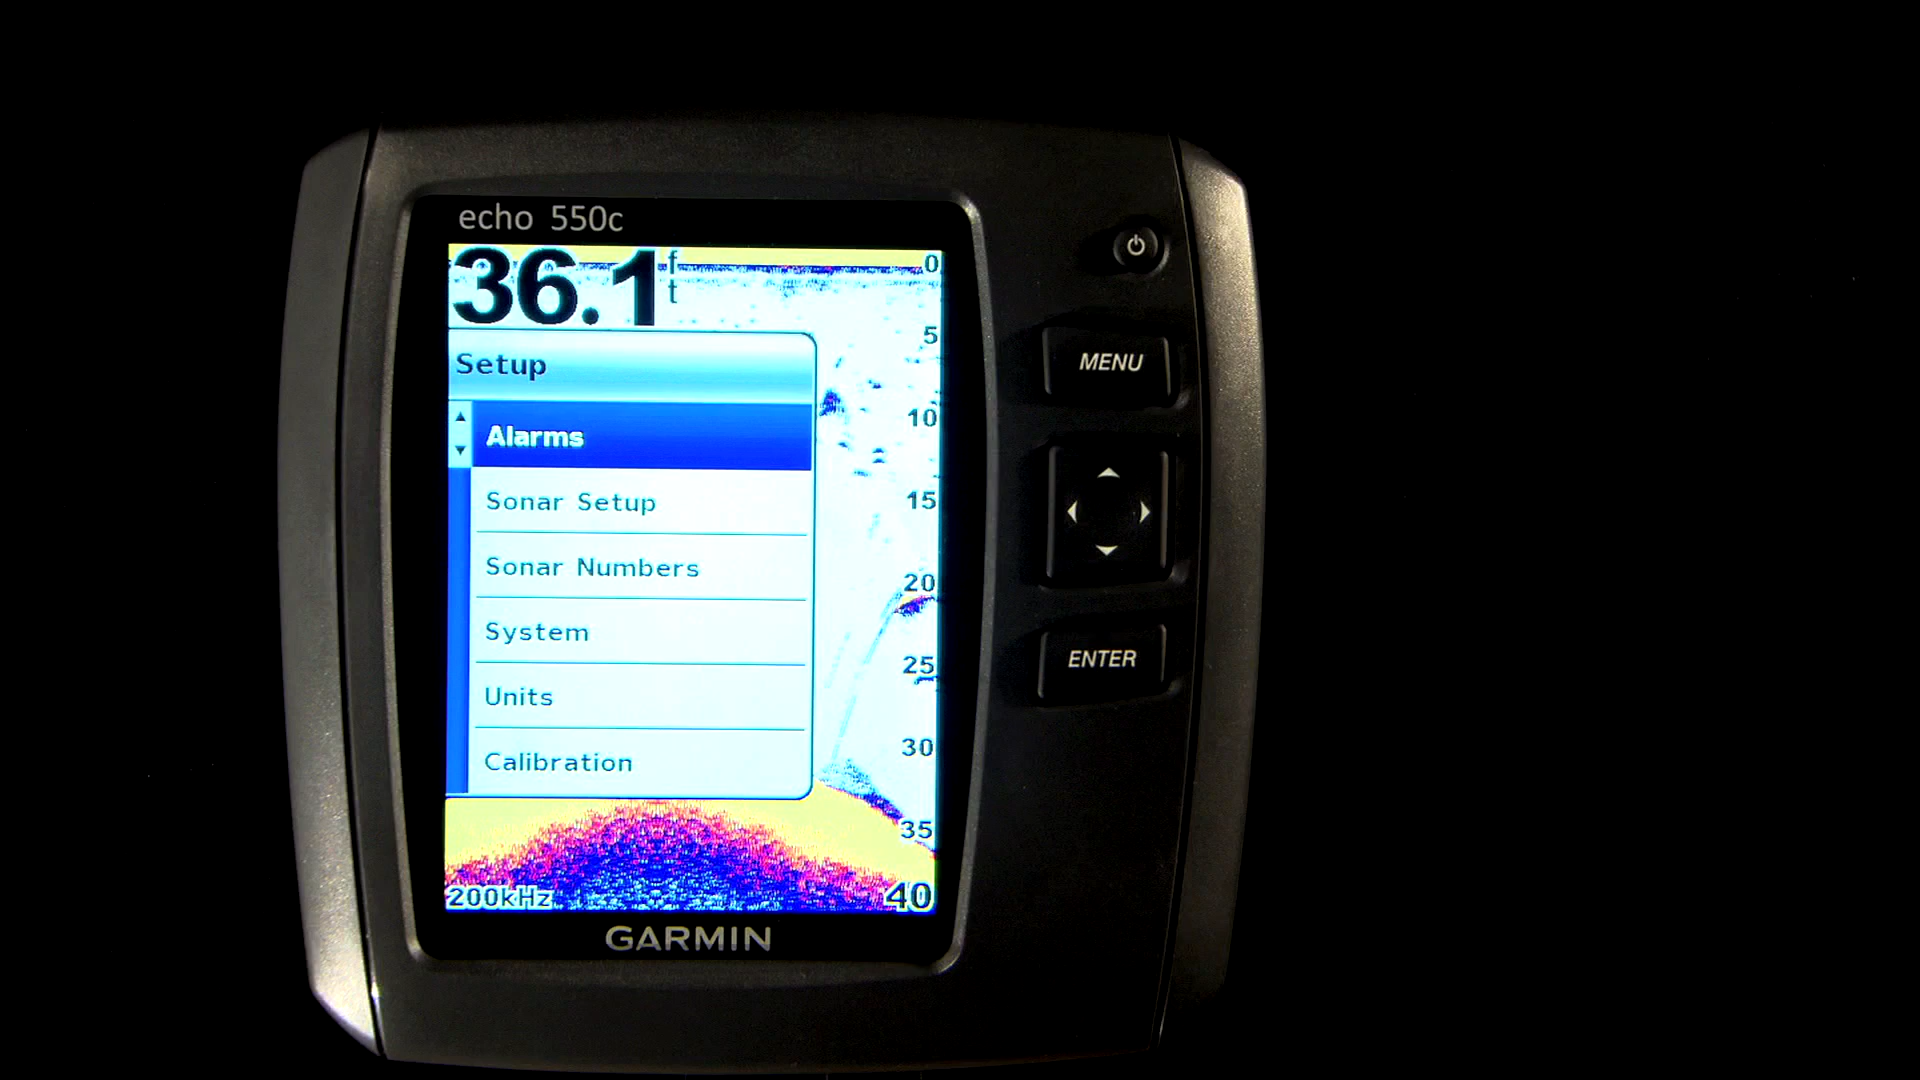 echo 550c
36.1 ft
0
Setup
5
Alarms
10
Sonar Setup
15
Sonar Numbers
20
System
25
Units
30
Calibration
35
200kHz
40
GARMIN
MENU
ENTER